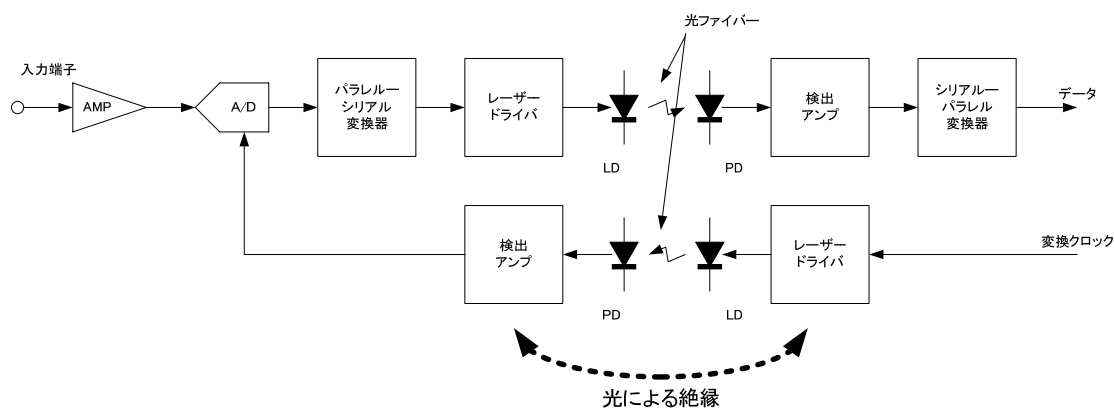 光ファイバー
入力端子
AMP
A/D
パラレルー
シリアル
変換器
レーザー
ドライバ
LD
PD
検出
アンプ
シリアルー
パラレル
変換器
データ
検出
アンプ
PD
LD
レーザー
ドライバ
変換クロック
光による絶縁